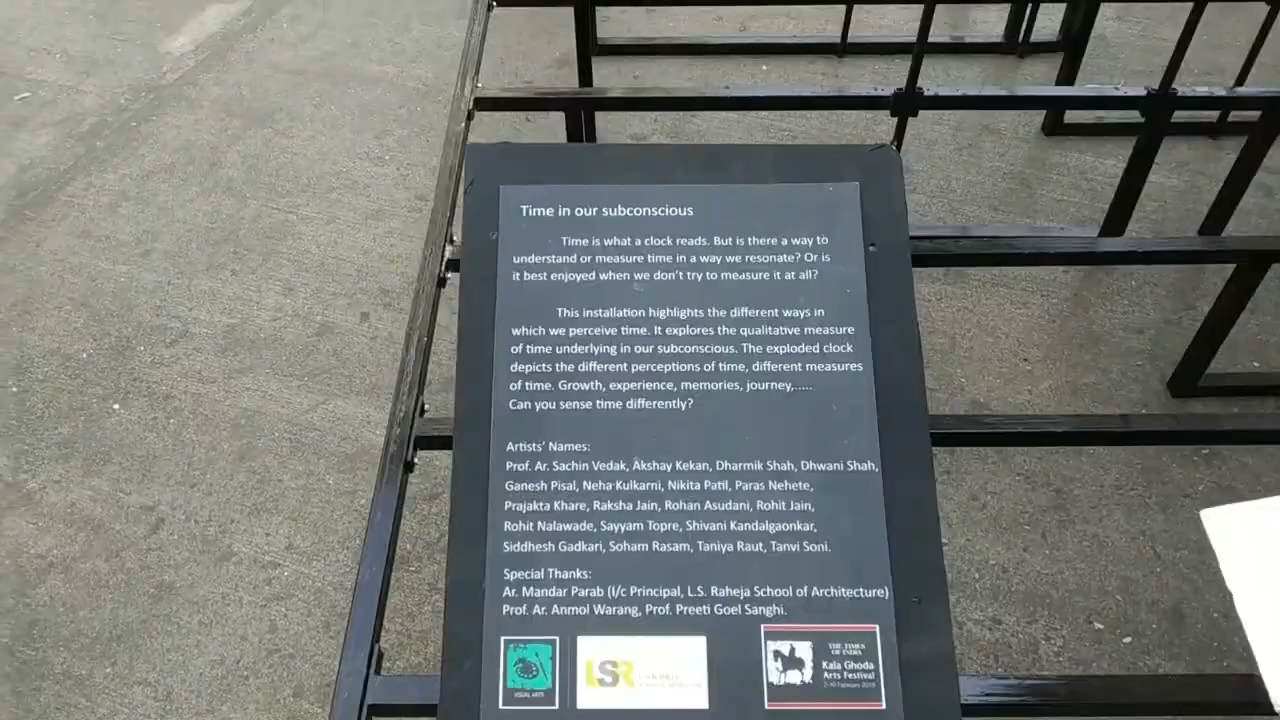 Time in our subconscious
Time is what a clock reads. But is there a way to
understand or measure time in a way we resonate? Or is
it best enjoyed when we don't try to measure it at all?
This installation highlights the different ways in
which we perceive time. It explores the qualitative measure
of time underlying in our subconscious. The exploded clock
depicts the different perceptions of time, different measures
of time. Growth, experience, memories, journey,.....
Can you sense time differently?
Artists' Names:
Prof. Ar. Sachin Vedak, Akshay Kekan, Dharmik Shah, Dhwani Shah,
Ganesh Pisal, Neha Kulkarni, Nikita Patil, Paras Nehete,
Prajakta Khare, Raksha Jain, Rohan Asudani, Rohit Jain,
Rohit Nalawade, Sayyam Topre, Shivani Kandalgaonkar,
Siddhesh Gadkari, Soham Rasam, Taniya Raut, Tanvi Soni.
Special Thanks:
Ar. Mandar Parab (I/c Principal, L.S. Raheja School of Architecture)
Prof. Ar. Anmol Warang, Prof. Preeti Goel Sanghi.
VISUAL ARTS
LSR
THE TIMES
OF INDIA
Kala Ghoda
Arts Festival